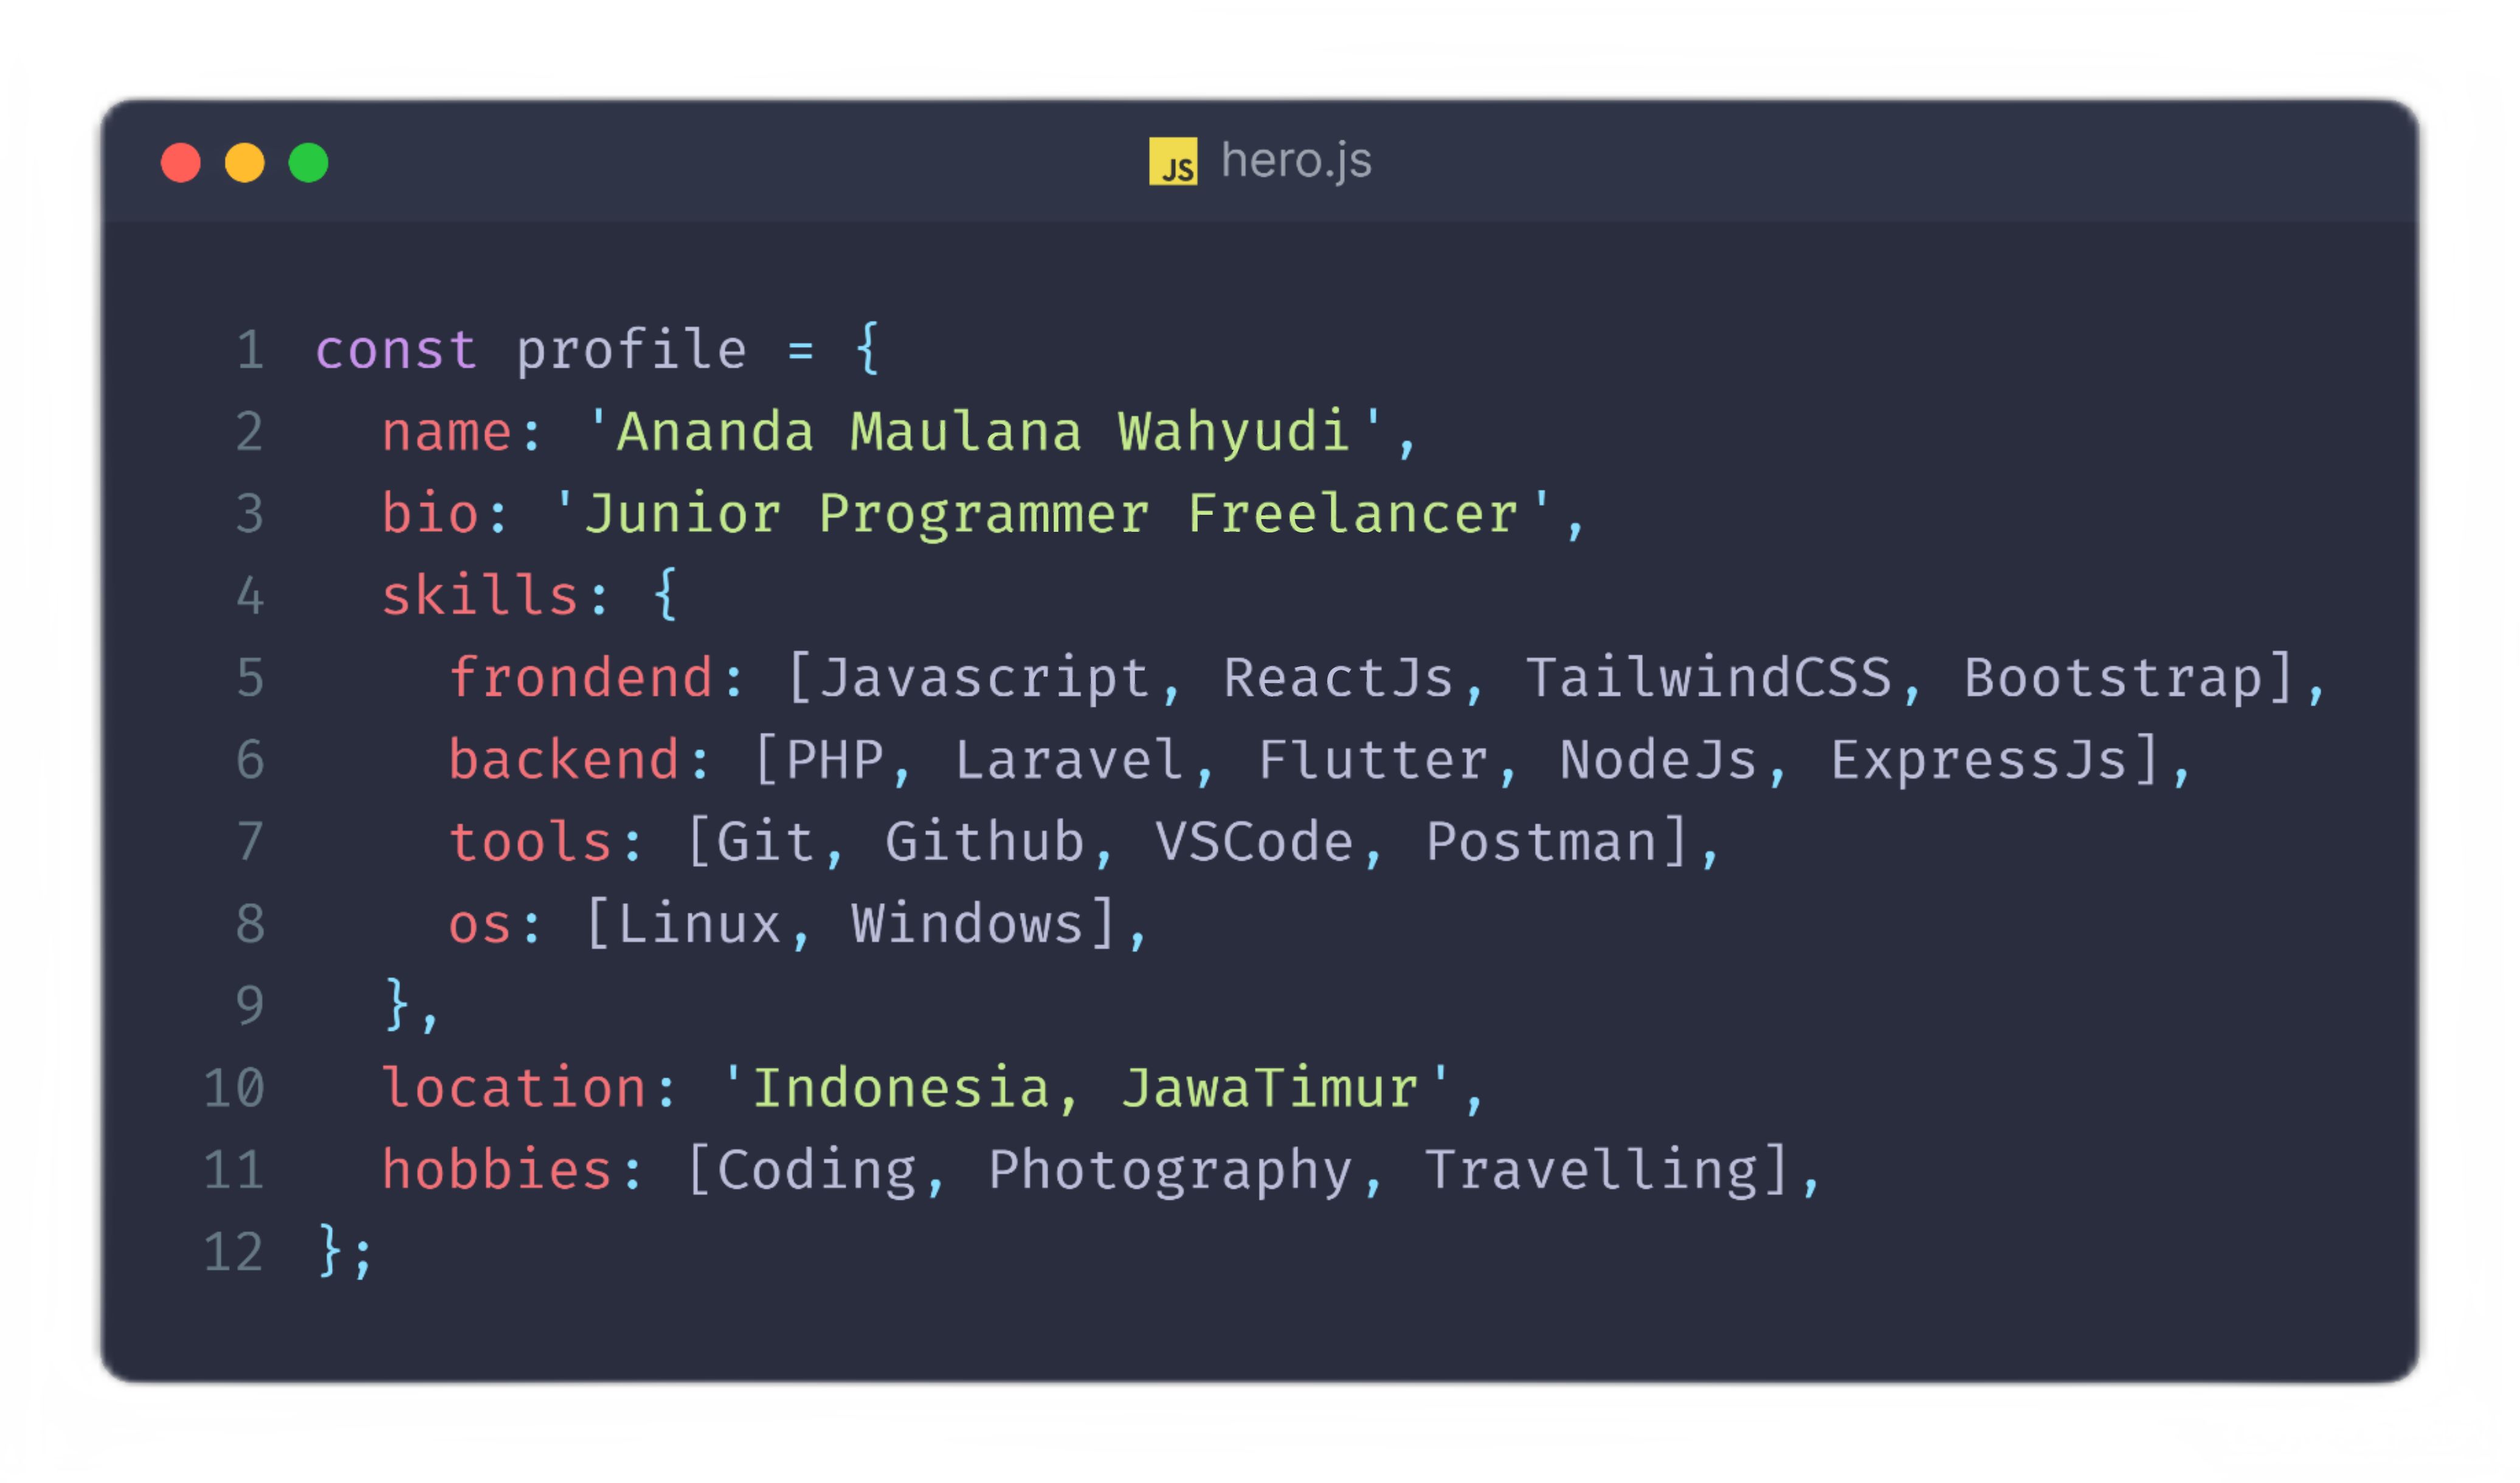 JS hero.js
1 const profile = {
2 name: 'Ananda Maulana Wahyudi',
3 bio: 'Junior Programmer Freelancer',
4 skills: {
5 frondend: [Javascript, ReactJs, TailwindCSS, Bootstrap],
6 backend: [PHP, Laravel, Flutter, NodeJs, ExpressJs],
7 tools: [Git, Github, VSCode, Postman],
8 os: [Linux, Windows],
9 },
10 location: 'Indonesia, JawaTimur',
11 hobbies: [Coding, Photography, Travelling],
12 };